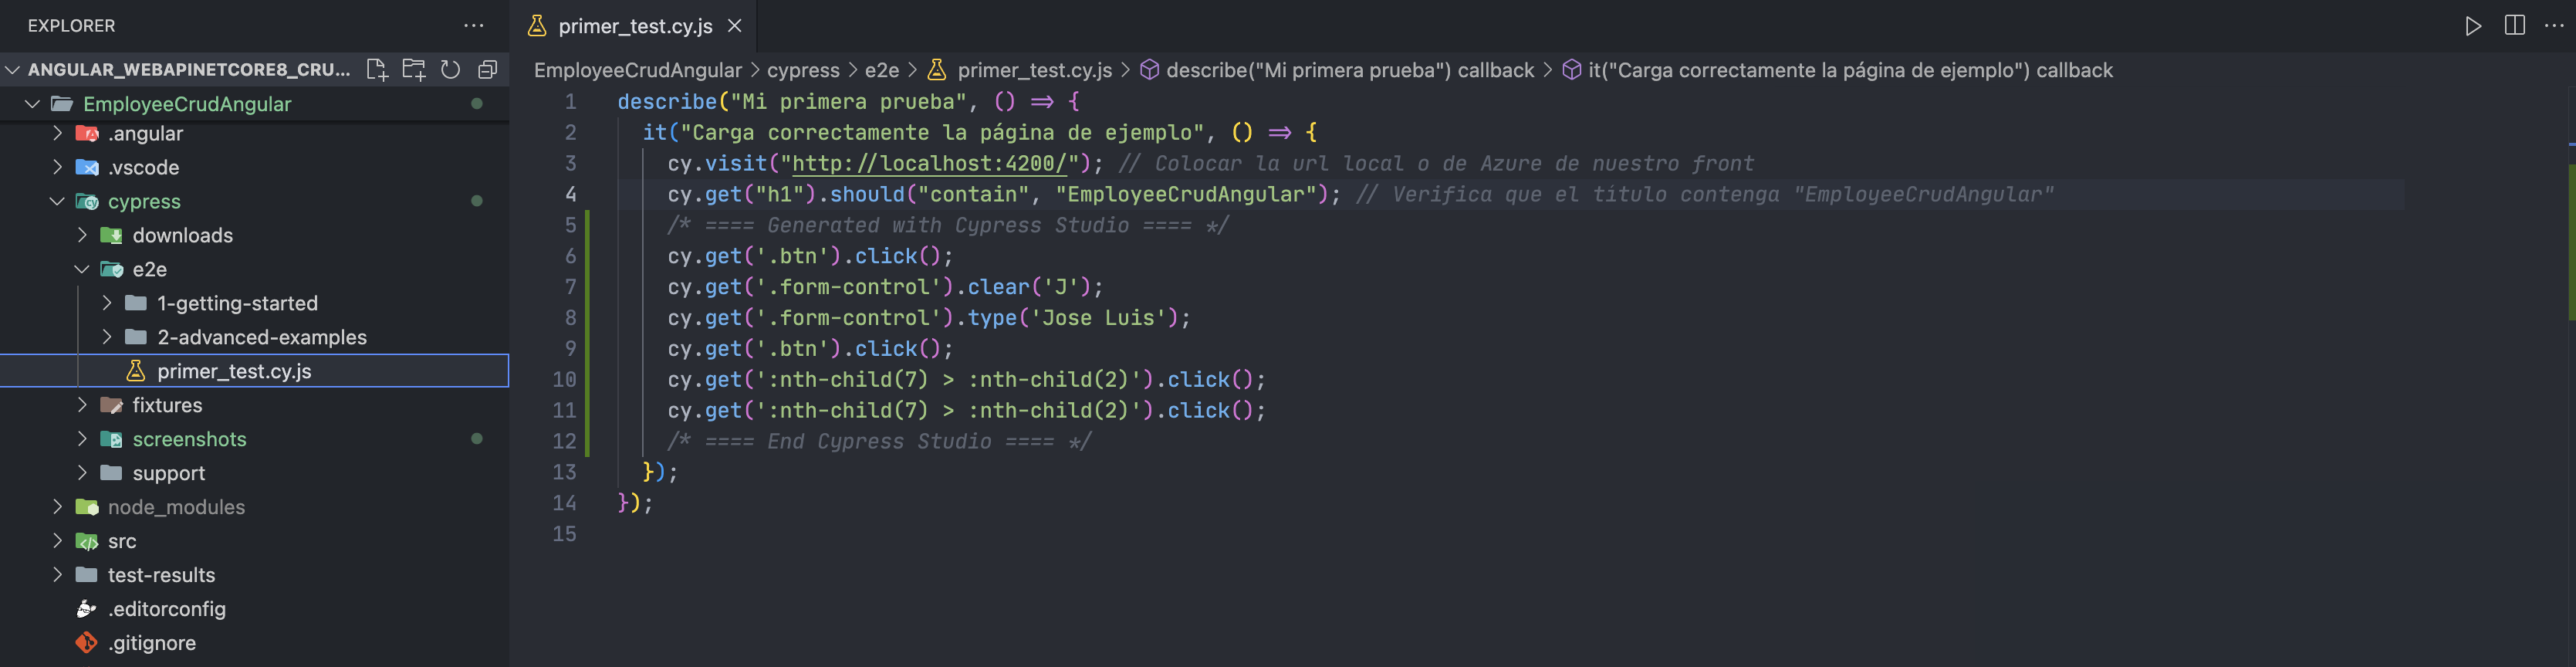 EXPLORER
ANGULAR_WEBAPINETCORE8_CRU...
EmployeeCrudAngular
.angular
.vscode
cypress
downloads
e2e
1-getting-started
2-advanced-examples
primer_test.cy.js
fixtures
screenshots
support
node_modules
src
test-results
.editorconfig
.gitignore
primer_test.cy.js
EmployeeCrudAngular > cypress > e2e > primer_test.cy.js > describe("Mi primera prueba") callback > it("Carga correctamente la página de ejemplo") callback
1 describe("Mi primera prueba", () => {
2 it("Carga correctamente la página de ejemplo", () => {
3 cy.visit("http://localhost:4200/"); // Colocar la url local o de Azure de nuestro front
4 cy.get("h1").should("contain", "EmployeeCrudAngular"); // Verifica que el titulo contenga "EmployeeCrudAngular"
5 /* ==== Generated with Cypress Studio ==== */
6 cy.get('.btn').click();
7 cy.get('.form-control').clear('J');
8 cy.get('.form-control').type('Jose Luis');
9 cy.get('.btn').click();
10 cy.get(':nth-child(7) > :nth-child(2)').click();
11 cy.get(':nth-child(7) > :nth-child(2)').click();
12 /* ==== End Cypress Studio ==== */
13 });
14 });
15